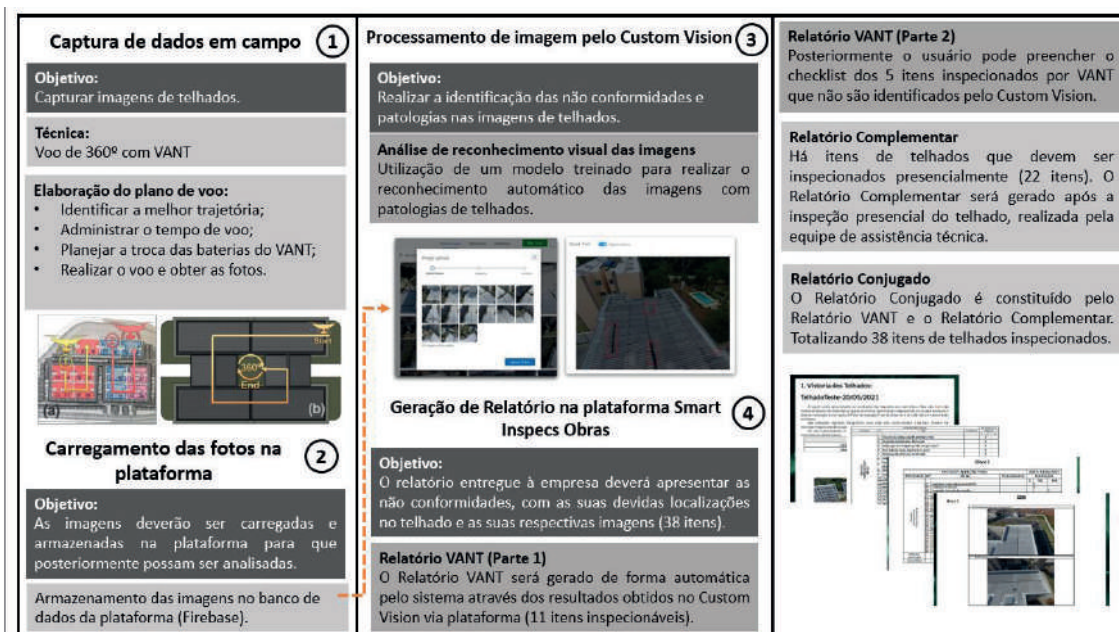 Captura de dados em campo 1
Objetivo:
Capturar imagens de telhados.
Técnica:
Voo de 360º com VANT
Elaboração do plano de voo:
• Identificar a melhor trajetória;
• Administrar o tempo de voo;
• Planejar a troca das baterias do VANT;
• Realizar o voo e obter as fotos.
(a)
Start
360º
End
(b)
Carregamento das fotos na
plataforma 2
Objetivo:
As imagens deverão ser carregadas e
armazenadas na plataforma para que
posteriormente possam ser analisadas.
Armazenamento das imagens no banco de
dados da plataforma (Firebase).
Processamento de imagem pelo Custom Vision 3
Objetivo:
Realizar a identificação das não conformidades e
patologias nas imagens de telhados.
Análise de reconhecimento visual das imagens
Utilização de um modelo treinado para realizar o
reconhecimento automático das imagens com
patologias de telhados.
Geração de Relatório na plataforma Smart
Inspecs Obras 4
Objetivo:
O relatório entregue à empresa deverá apresentar as
não conformidades, com as suas devidas localizações
no telhado e as suas respectivas imagens (38 itens).
Relatório VANT (Parte 1)
O Relatório VANT será gerado de forma automática
pelo sistema através dos resultados obtidos no Custom
Vision via plataforma (11 itens inspecionáveis).
Relatório VANT (Parte 2)
Posteriormente o usuário pode preencher o
checklist dos 5 itens inspecionados por VANT
que não são identificados pelo Custom Vision.
Relatório Complementar
Há itens de telhados que devem ser
inspecionados presencialmente (22 itens). O
Relatório Complementar será gerado após a
inspeção presencial do telhado, realizada pela
equipe de assistência técnica.
Relatório Conjugado
O Relatório Conjugado é constituído pelo
Relatório VANT e o Relatório Complementar.
Totalizando 38 itens de telhados inspecionados.
1. Vistoria dos Telhados:
TelhadoTeste-20/05/2021